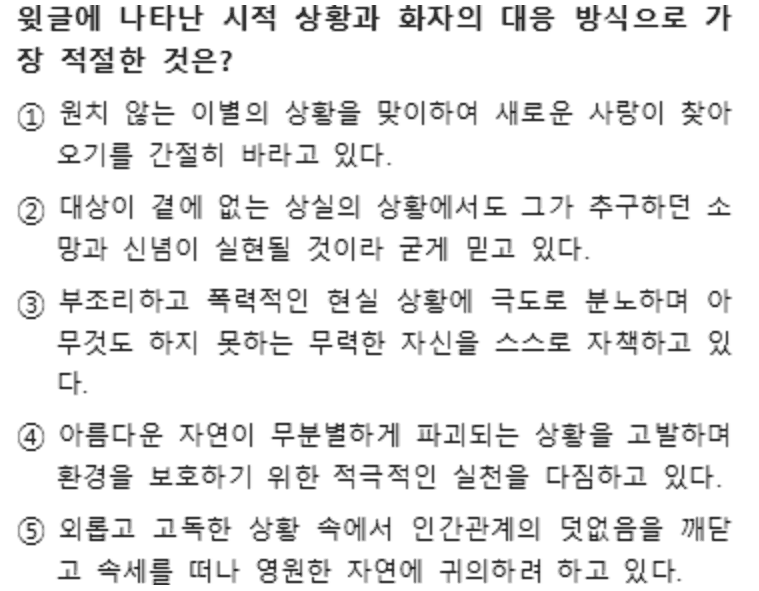 윗글에 나타난 시적 상황과 화자의 대응 방식으로 가
장 적절한 것은?
① 원치 않는 이별의 상황을 맞이하여 새로운 사랑이 찾아
오기를 간절히 바라고 있다.
② 대상이 곁에 없는 상실의 상황에서도 그가 추구하던 소
망과 신념이 실현될 것이라 굳게 믿고 있다.
③ 부조리하고 폭력적인 현실 상황에 극도로 분노하며 아
무것도 하지 못하는 무력한 자신을 스스로 자책하고 있
다.
④ 아름다운 자연이 무분별하게 파괴되는 상황을 고발하며
환경을 보호하기 위한 적극적인 실천을 다짐하고 있다.
⑤ 외롭고 고독한 상황 속에서 인간관계의 덧없음을 깨닫
고 속세를 떠나 영원한 자연에 귀의하려 하고 있다.